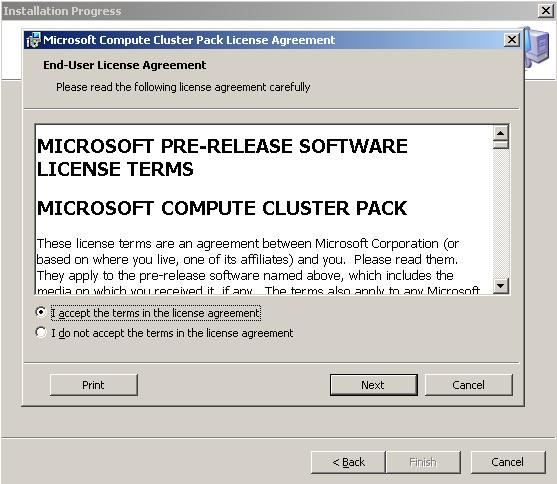 Installation Progress
Microsoft Compute Cluster Pack License Agreement
End-User License Agreement
Please read the following license agreement carefully
MICROSOFT PRE-RELEASE SOFTWARE
LICENSE TERMS
MICROSOFT COMPUTE CLUSTER PACK
These license terms are an agreement between Microsoft Corporation (or
based on where you live, one of its affiliates) and you.  Please read them.
They apply to the pre-release software named above, which includes the
media on which you received it, if any.  The terms also apply to any Microsoft
I accept the terms in the license agreement
I do not accept the terms in the license agreement
Print
Next
Cancel
< Back
Finish
Cancel